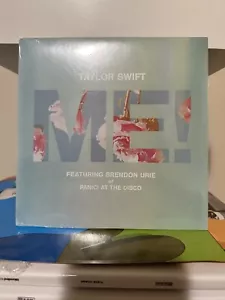 TAYLOR SWIFT
ME!
FEATURING BRENDON URIE
of
PANIC! AT THE DISCO